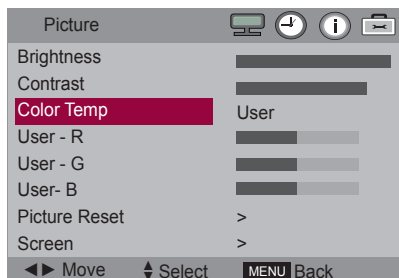 Picture
Brightness
Contrast
Color Temp User
User - R
User - G
User- B
Picture Reset >
Screen >
◄► Move ▲▼ Select MENU Back